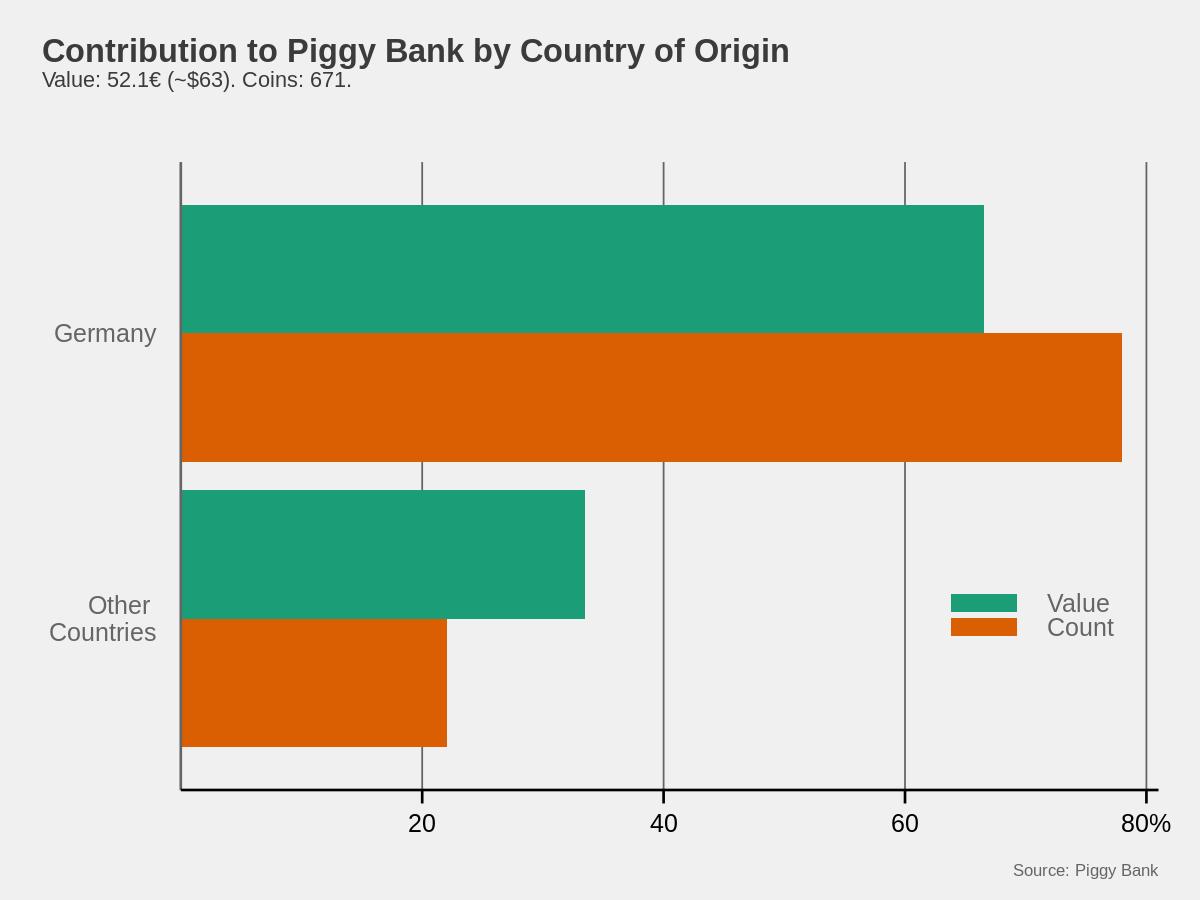 Contribution to Piggy Bank by Country of Origin
Value: 52.1€ (~$63). Coins: 671.
Germany
Other
Countries
Value
Count
20 40 60 80%
Source: Piggy Bank